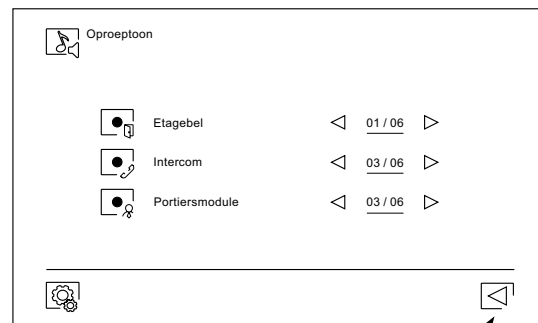 Oproeptoon
Etagebel 01 / 06
Intercom 03 / 06
Portiersmodule 03 / 06